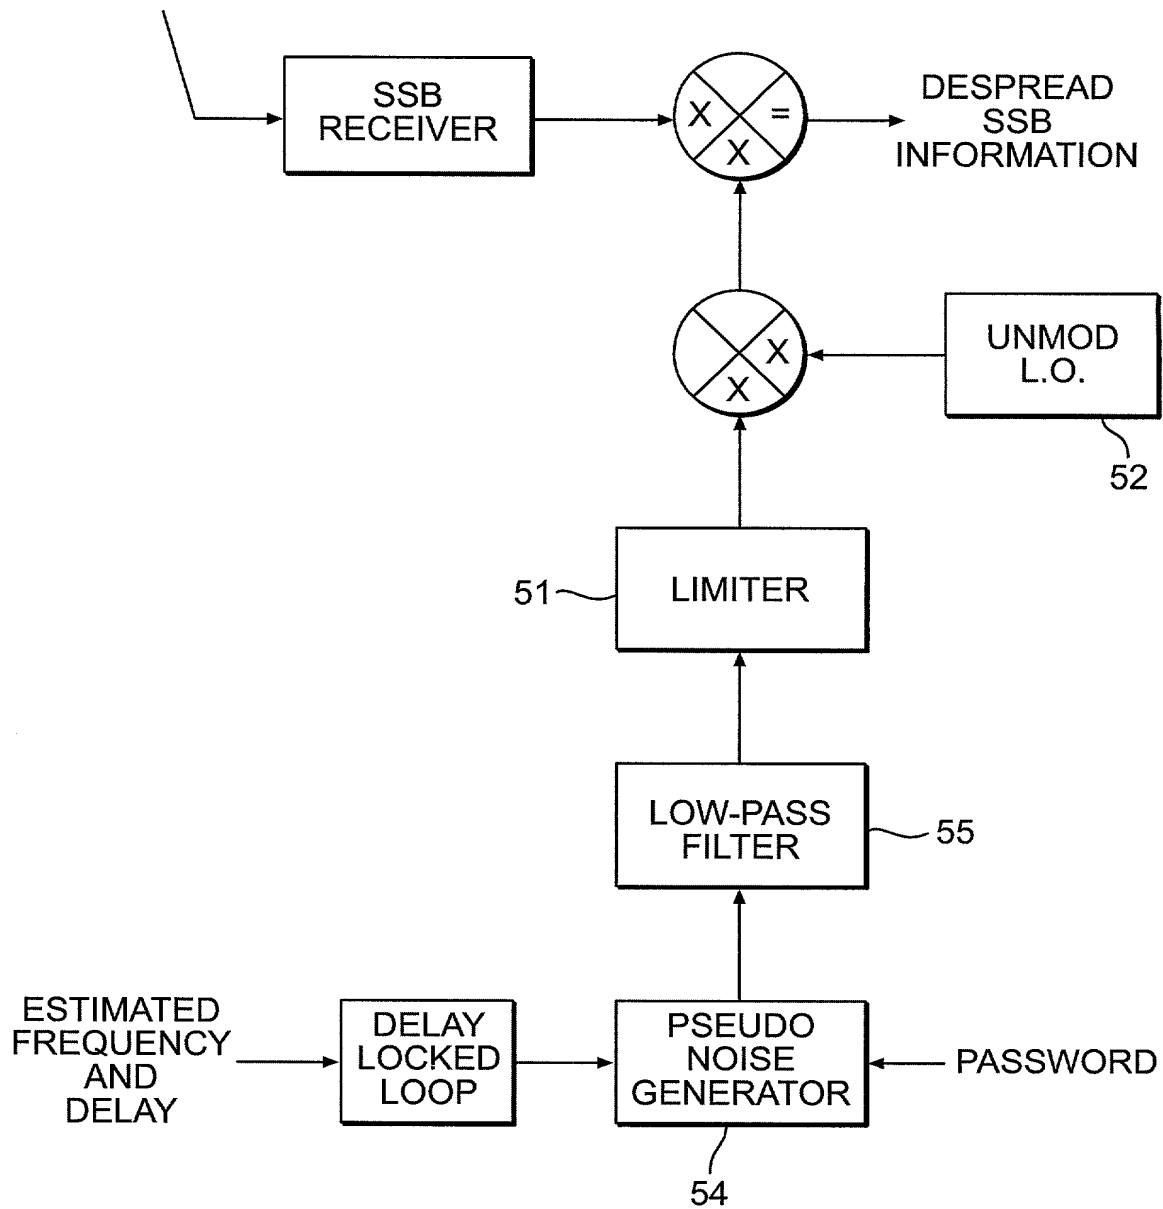 SSB
RECEIVER
X
=
X
DESPREAD
SSB
INFORMATION
X
X
UNMOD
L.O.
52
51
LIMITER
LOW-PASS
FILTER
55
ESTIMATED
FREQUENCY
AND
DELAY
DELAY
LOCKED
LOOP
PSEUDO
NOISE
GENERATOR
PASSWORD
54